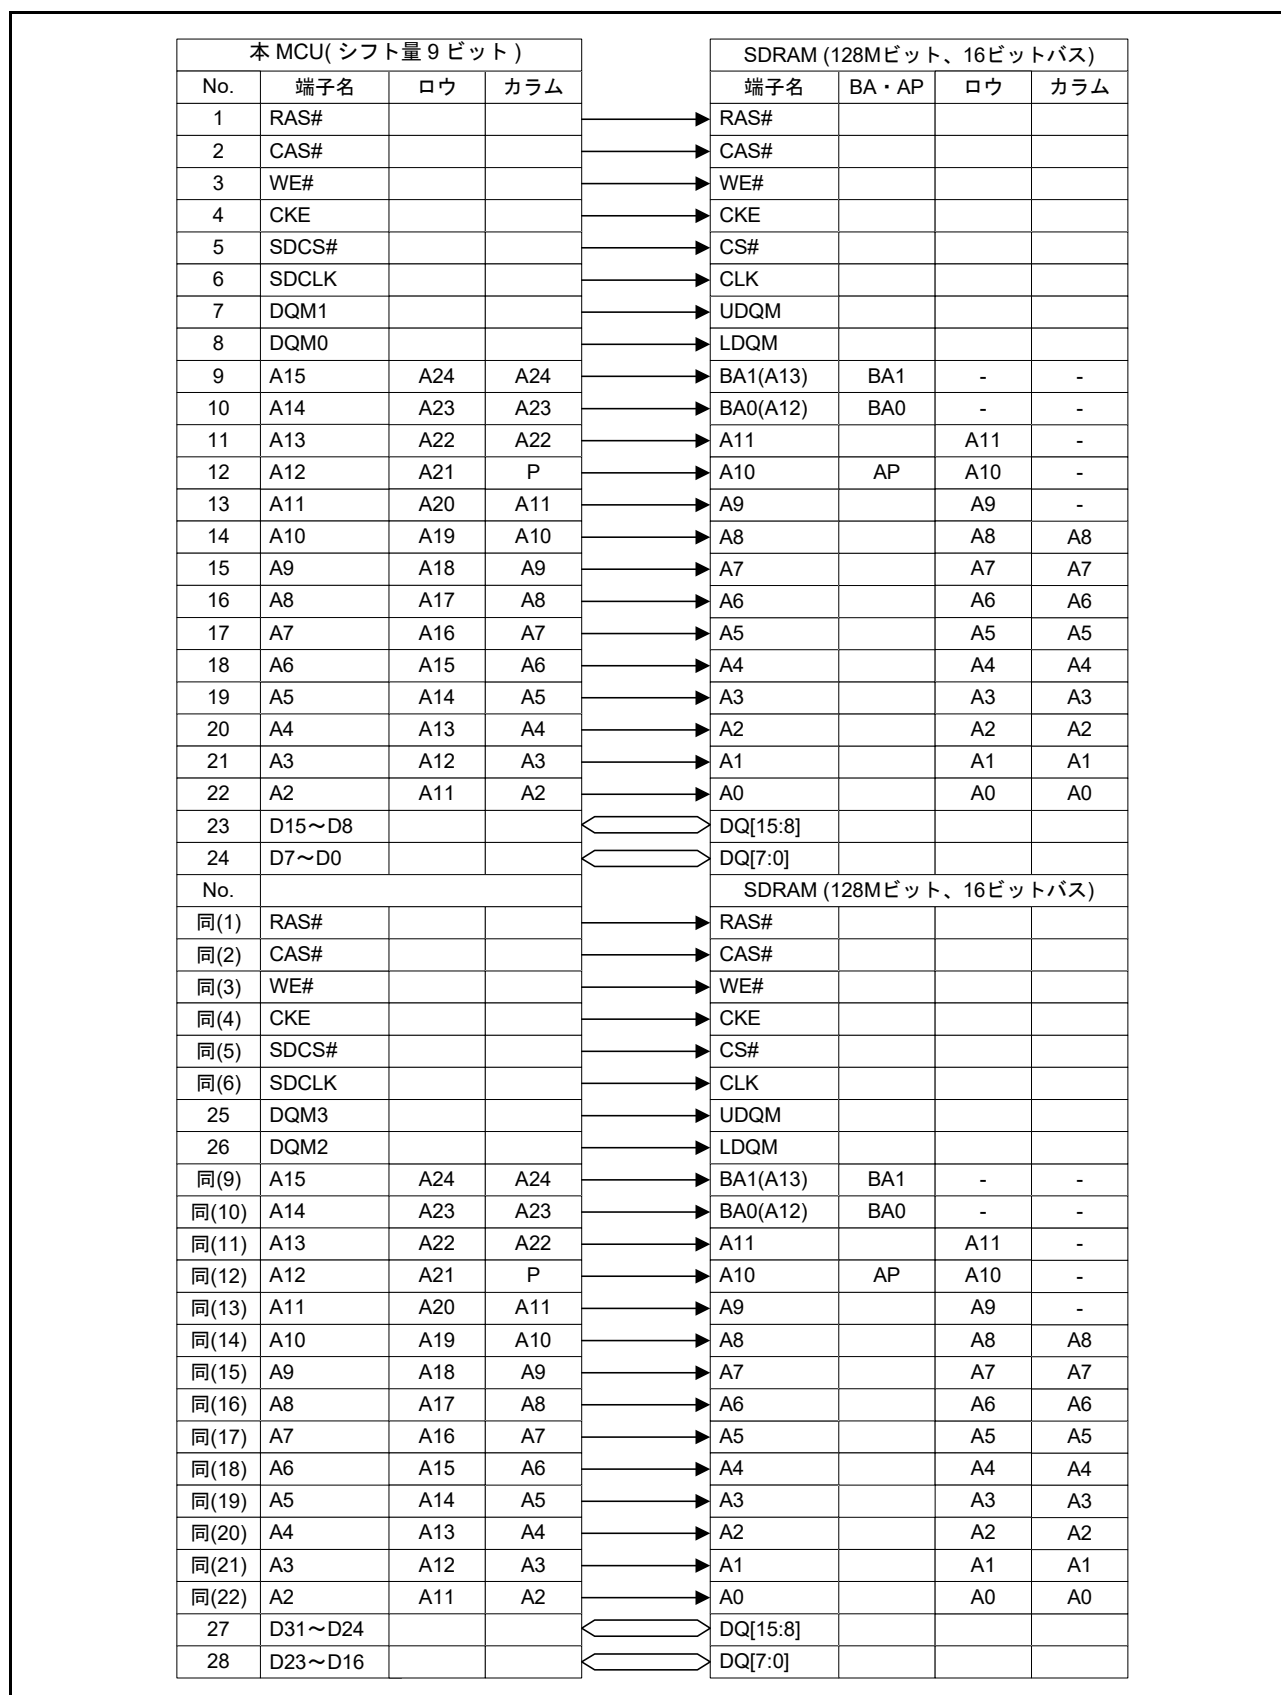 本 MCU( シフト量 9 ビット ) SDRAM (128Mビット、16ビットバス)
No. 端子名 ロウ カラム 端子名 BA・AP ロウ カラム
1 RAS# RAS#
2 CAS# CAS#
3 WE# WE#
4 CKE CKE
5 SDCS# CS#
6 SDCLK CLK
7 DQM1 UDQM
8 DQM0 LDQM
9 A15 A24 A24 BA1(A13) BA1 - -
10 A14 A23 A23 BA0(A12) BA0 - -
11 A13 A22 A22 A11 A11 -
12 A12 A21 P A10 AP A10 -
13 A11 A20 A11 A9 A9 -
14 A10 A19 A10 A8 A8 A8
15 A9 A18 A9 A7 A7 A7
16 A8 A17 A8 A6 A6 A6
17 A7 A16 A7 A5 A5 A5
18 A6 A15 A6 A4 A4 A4
19 A5 A14 A5 A3 A3 A3
20 A4 A13 A4 A2 A2 A2
21 A3 A12 A3 A1 A1 A1
22 A2 A11 A2 A0 A0 A0
23 D15～D8 DQ[15:8]
24 D7～D0 DQ[7:0]
No. SDRAM (128Mビット、16ビットバス)
同(1) RAS# RAS#
同(2) CAS# CAS#
同(3) WE# WE#
同(4) CKE CKE
同(5) SDCS# CS#
同(6) SDCLK CLK
25 DQM3 UDQM
26 DQM2 LDQM
同(9) A15 A24 A24 BA1(A13) BA1 - -
同(10) A14 A23 A23 BA0(A12) BA0 - -
同(11) A13 A22 A22 A11 A11 -
同(12) A12 A21 P A10 AP A10 -
同(13) A11 A20 A11 A9 A9 -
同(14) A10 A19 A10 A8 A8 A8
同(15) A9 A18 A9 A7 A7 A7
同(16) A8 A17 A8 A6 A6 A6
同(17) A7 A16 A7 A5 A5 A5
同(18) A6 A15 A6 A4 A4 A4
同(19) A5 A14 A5 A3 A3 A3
同(20) A4 A13 A4 A2 A2 A2
同(21) A3 A12 A3 A1 A1 A1
同(22) A2 A11 A2 A0 A0 A0
27 D31～D24 DQ[15:8]
28 D23～D16 DQ[7:0]